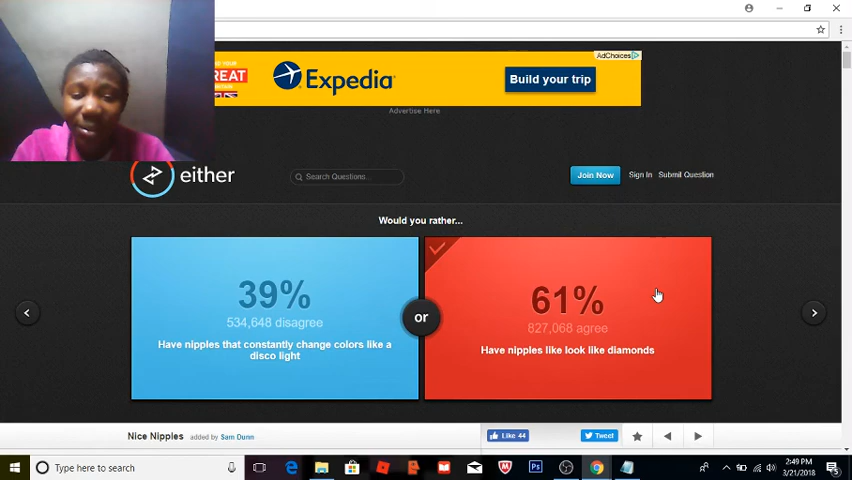 REAT
Expedia
Build your trip
AdChoices
Advertise Here
either
Search Questions...
Join Now
Sign In
Submit Question
Would you rather...
39%
534,648 disagree
Have nipples that constantly change colors like a
disco light
or
61%
827,068 agree
Have nipples like look like diamonds
Nice Nipples added by Sam Dunn
Like 44
Tweet
Type here to search
Ps
2:49 PM
3/21/2018
5